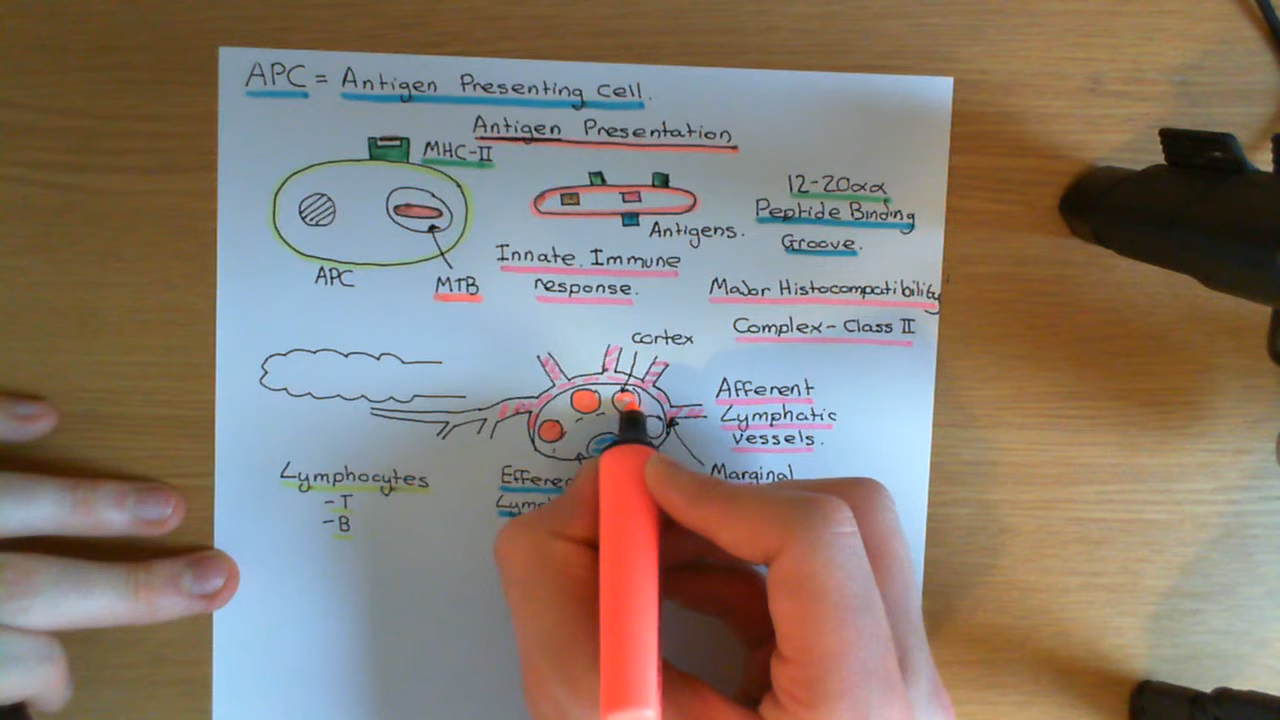 APC = Antigen Presenting Cell.
Antigen Presentation
MHC-II
12-20αα
Peptide Binding
Groove.
Antigens.
APC
MTB
Innate Immune
response.
Major Histocompatibility
Complex - Class II
cortex
Afferent
Lymphatic
vessels.
Marginal
Lymphocytes
- T
- B